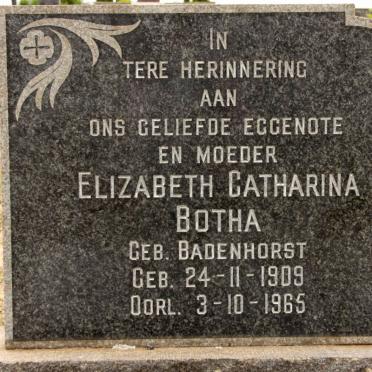 IN
TERE HERINNERING
AAN
ONS GELIEFDE EGGENOTE
EN MOEDER
ELIZABETH CATHARINA
BOTHA
GEB. BADENHORST
GEB. 24-11-1909
OORL. 3-10-1965